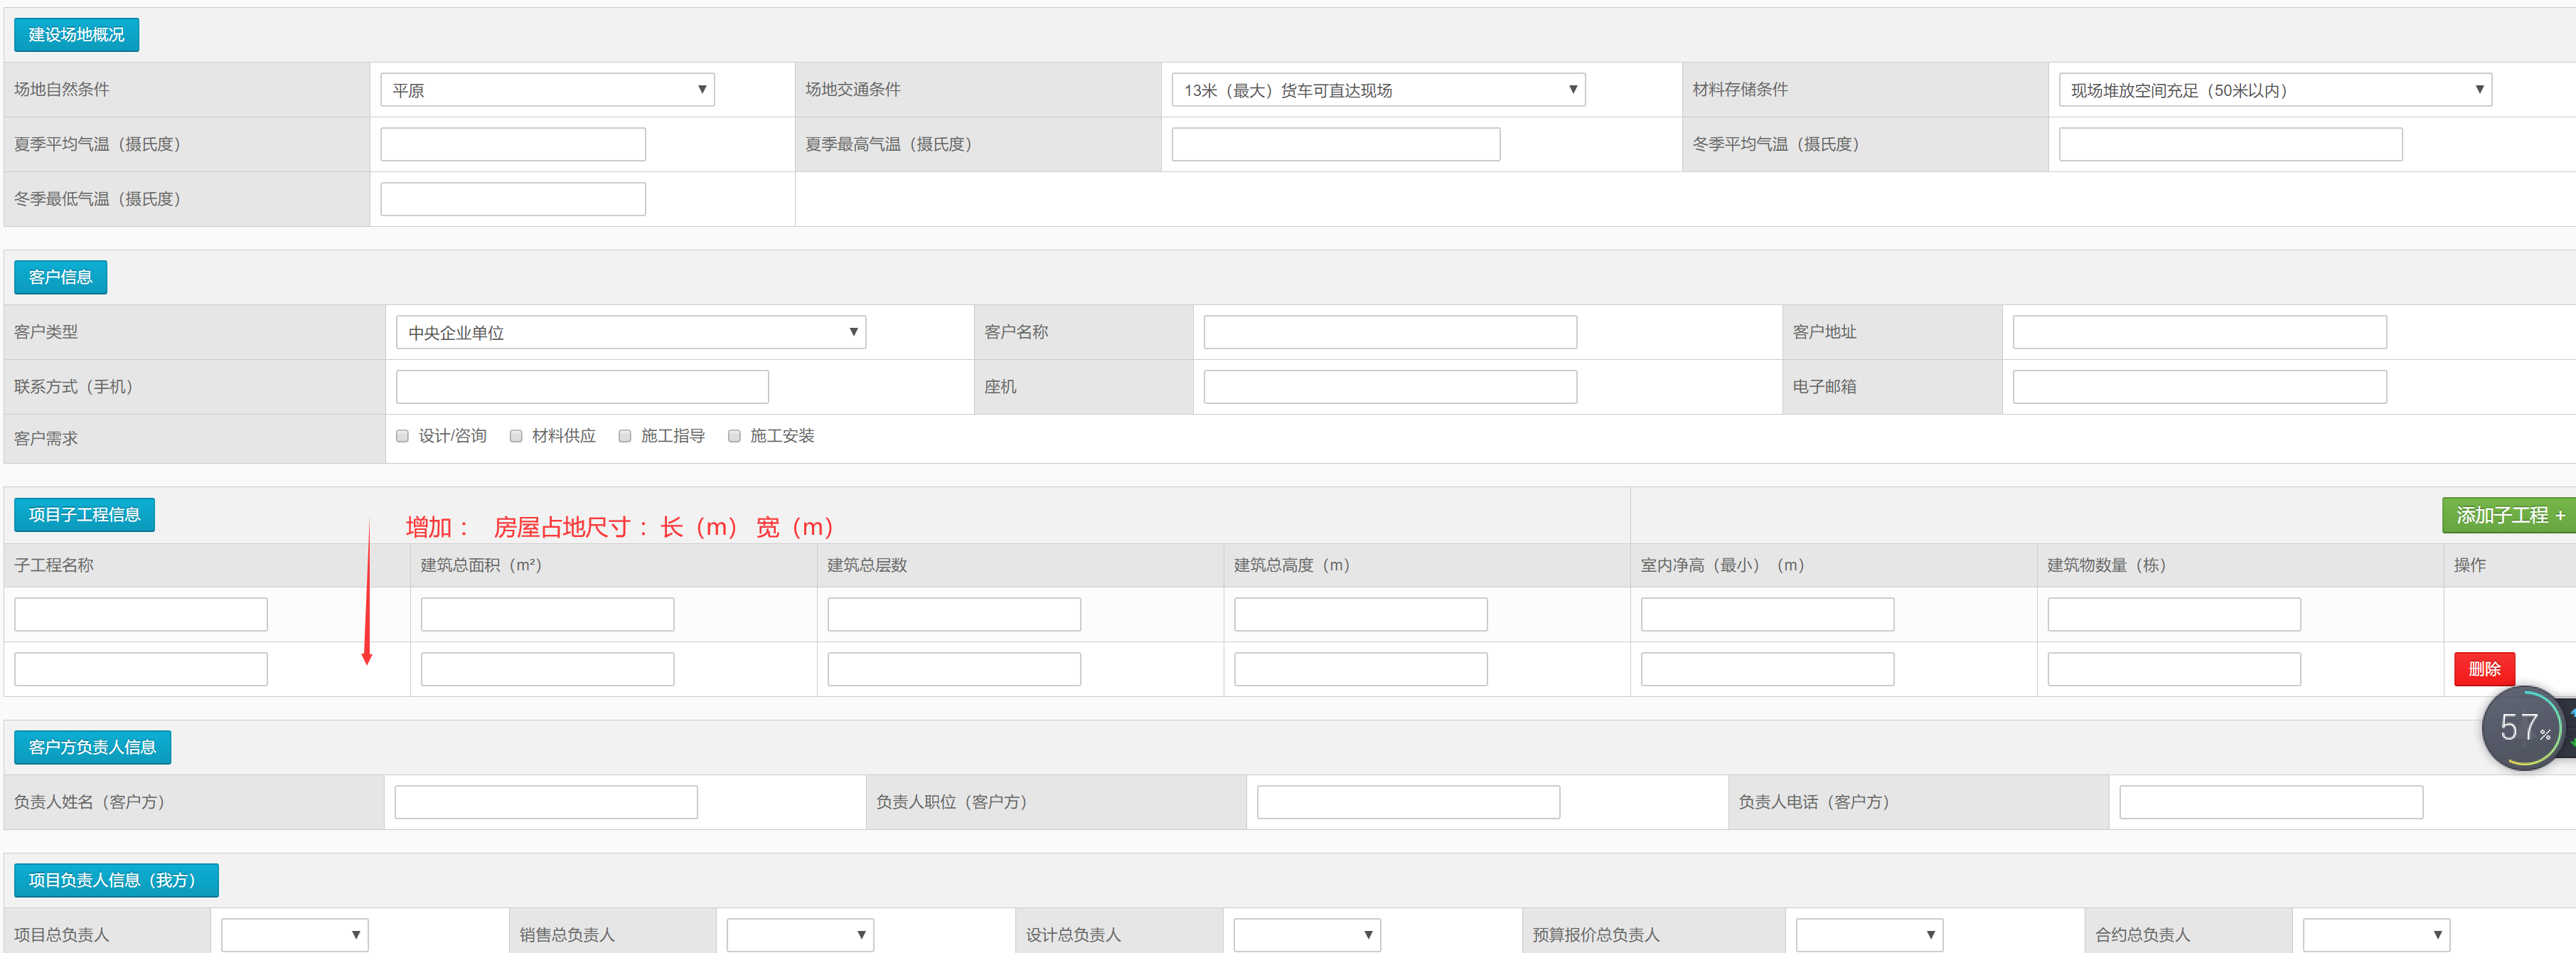 建设场地概况
场地自然条件 平原 场地交通条件 13米（最大）货车可直达现场 材料存储条件 现场堆放空间充足（50米以内）
夏季平均气温（摄氏度） 夏季最高气温（摄氏度） 冬季平均气温（摄氏度）
冬季最低气温（摄氏度）
客户信息
客户类型 中央企业单位 客户名称 客户地址
联系方式（手机） 座机 电子邮箱
客户需求 设计/咨询 材料供应 施工指导 施工安装
项目子工程信息 增加： 房屋占地尺寸：长（m） 宽（m） 添加子工程 +
子工程名称 建筑总面积（m²） 建筑总层数 建筑总高度（m） 室内净高（最小）（m） 建筑物数量（栋） 操作
删除
57%
客户方负责人信息
负责人姓名（客户方） 负责人职位（客户方） 负责人电话（客户方）
项目负责人信息（我方）
项目总负责人 销售总负责人 设计总负责人 预算报价总负责人 合约总负责人